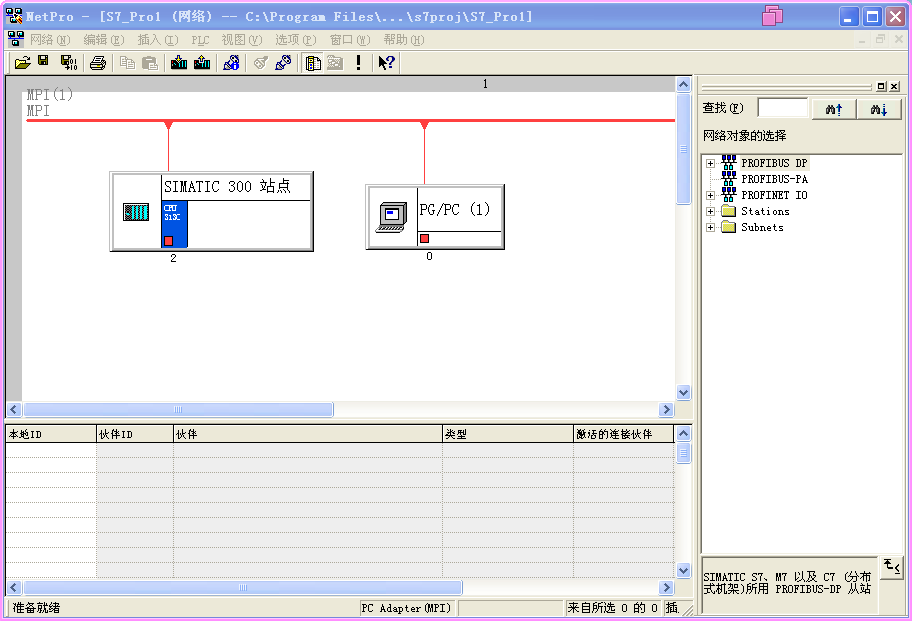 NetPro - [S7_Pro1 (网络) -- C:\Program Files\...\s7proj\S7_Pro1]
网络(N) 编辑(E) 插入(I) PLC 视图(V) 选项(P) 窗口(W) 帮助(H)
1
MPI(1)
MPI
SIMATIC 300 站点
CPU
313C
2
PG/PC (1)
0
查找(F)
网络对象的选择
PROFIBUS DP
PROFIBUS-PA
PROFINET IO
Stations
Subnets
本地ID 伙伴ID 伙伴 类型 激活的连接伙伴
SIMATIC S7、M7 以及 C7 (分布
式机架)所用 PROFIBUS-DP 从站
准备就绪 PC Adapter(MPI) 来自所选 0 的 0 插